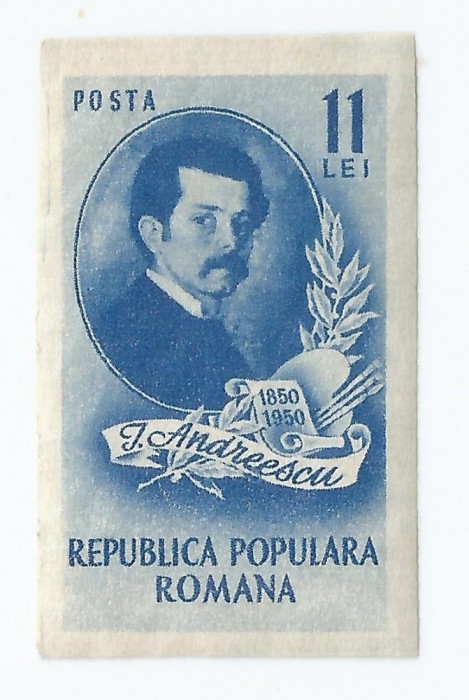 POSTA
11
LEI
1850
1950
J. Andreescu
REPUBLICA POPULARA
ROMANA